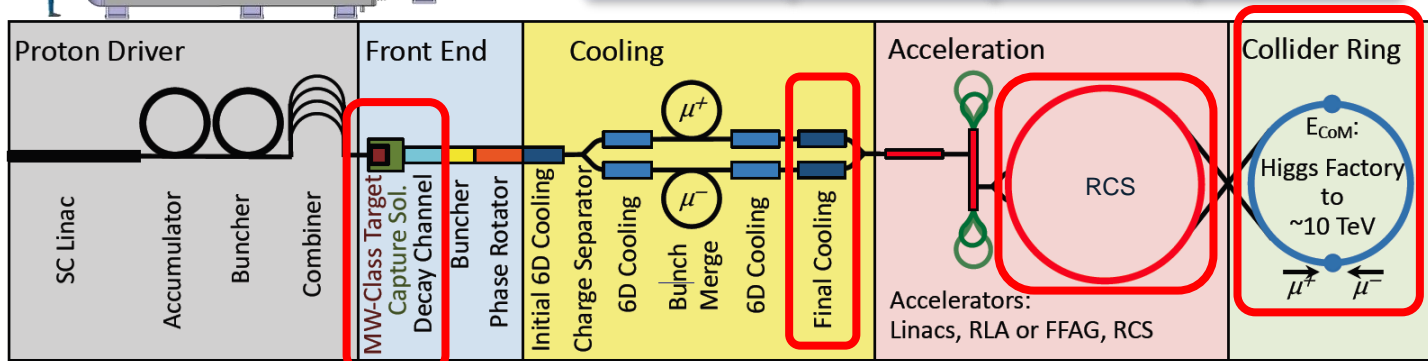 Proton Driver
SC Linac
Accumulator
Buncher
Combiner
Front End
MW-Class Target
Capture Sol.
Decay Channel
Buncher
Phase Rotator
Cooling
Initial 6D Cooling
Charge Separator
6D Cooling
μ+
μ−
Bunch
Merge
6D Cooling
Final Cooling
Acceleration
RCS
Accelerators:
Linacs, RLA or FFAG, RCS
Collider Ring
ECoM:
Higgs Factory
to
~10 TeV
μ+ μ−